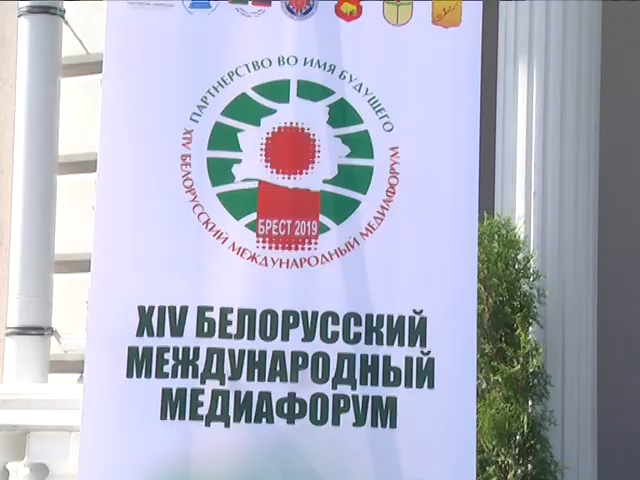 ПАРТНЕРСТВО ВО ИМЯ БУДУЩЕГО
XIV БЕЛОРУССКИЙ МЕЖДУНАРОДНЫЙ МЕДИАФОРУМ
БРЕСТ 2019
XIV БЕЛОРУССКИЙ
МЕЖДУНАРОДНЫЙ
МЕДИАФОРУМ